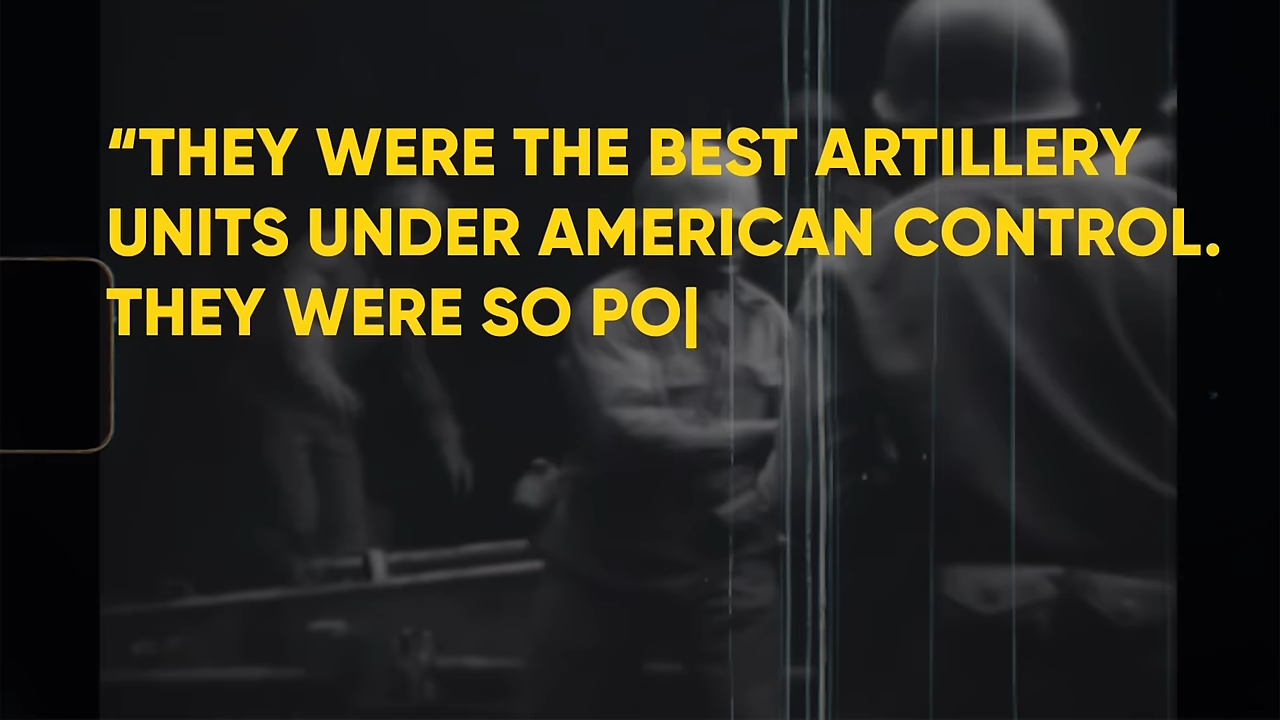 “THEY WERE THE BEST ARTILLERY
UNITS UNDER AMERICAN CONTROL.
THEY WERE SO PO|